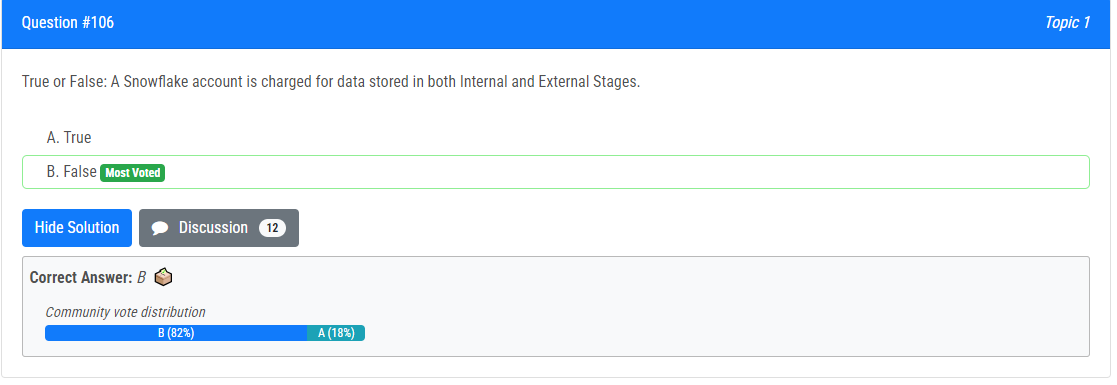 Question #106
Topic 1
True or False: A Snowflake account is charged for data stored in both Internal and External Stages.
A. True
B. False Most Voted
Hide Solution
Discussion 12
Correct Answer: B
Community vote distribution
B (82%)
A (18%)